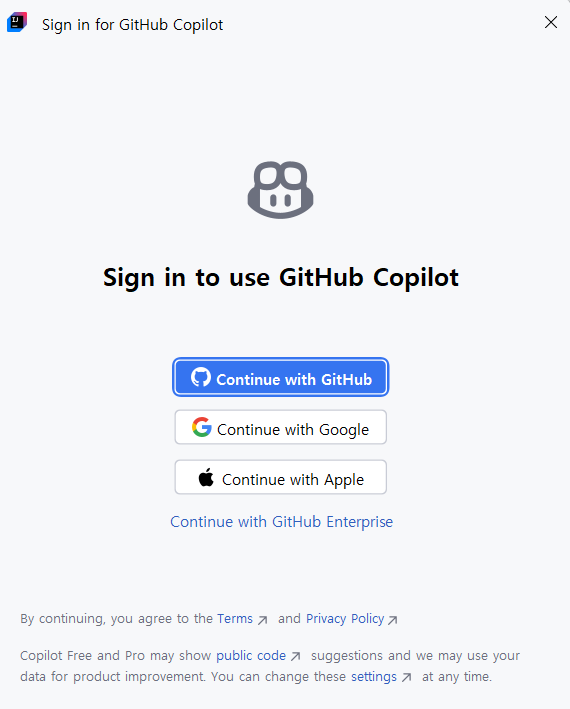 Sign in for GitHub Copilot
Sign in to use GitHub Copilot
Continue with GitHub
Continue with Google
Continue with Apple
Continue with GitHub Enterprise
By continuing, you agree to the Terms and Privacy Policy
Copilot Free and Pro may show public code suggestions and we may use your
data for product improvement. You can change these settings at any time.